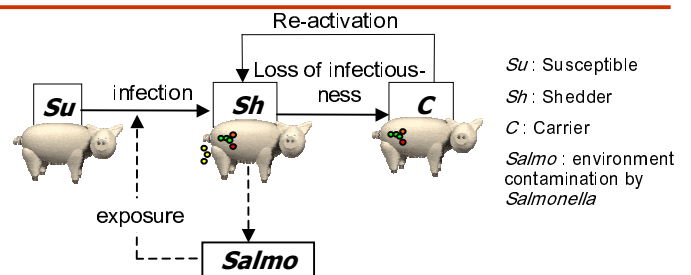 Re-activation
infection
Loss of infectious-
ness
Su
Sh
C
exposure
Salmo
Su : Susceptible
Sh : Shedder
C : Carrier
Salmo : environment
contamination by
Salmonella